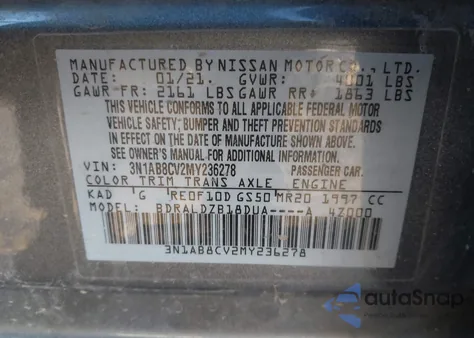 MANUFACTURED BY NISSAN MOTOR CO., LTD.
DATE: 01/21. GVWR: 4001 LBS
GAWR FR: 2161 LBS GAWR RR: 1863 LBS
THIS VEHICLE CONFORMS TO ALL APPLICABLE FEDERAL MOTOR
VEHICLE SAFETY, BUMPER AND THEFT PREVENTION STANDARDS
IN EFFECT ON THE DATE OF MANUFACTURE SHOWN ABOVE.
SEE OWNER'S MANUAL FOR ADDITIONAL INFORMATION.
VIN: 3N1AB8CV2MY236278 PASSENGER CAR.
COLOR TRIM TRANS AXLE ENGINE
KAD G RE0F10D GS50 MR20 1997 CC
MODEL: BDRALDZB18DUA----A 4Z000
3N1AB8CV2MY236278
autoSnap